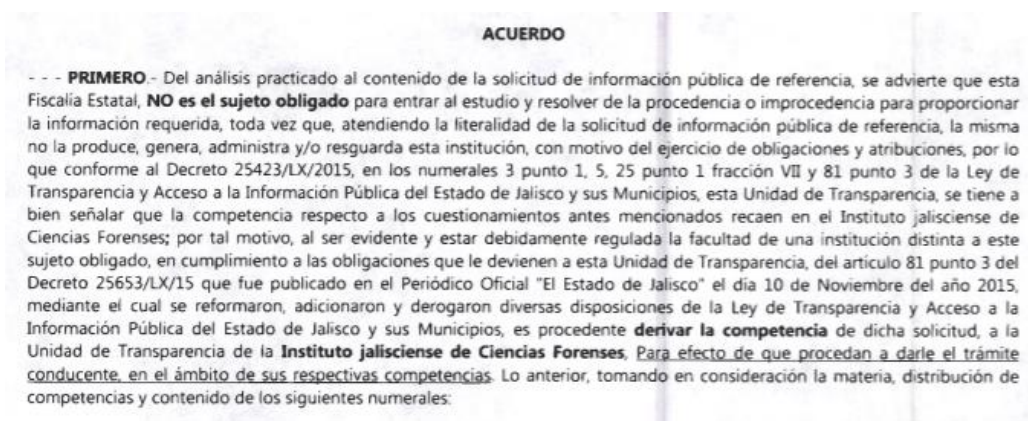 ACUERDO
- - - PRIMERO.- Del análisis practicado al contenido de la solicitud de información pública de referencia, se advierte que esta
Fiscalía Estatal, NO es el sujeto obligado para entrar al estudio y resolver de la procedencia o improcedencia para proporcionar
la información requerida, toda vez que, atendiendo la literalidad de la solicitud de información pública de referencia, la misma
no la produce, genera, administra y/o resguarda esta institución, con motivo del ejercicio de obligaciones y atribuciones, por lo
que conforme al Decreto 25423/LX/2015, en los numerales 3 punto 1, 5, 25 punto 1 fracción VII y 81 punto 3 de la Ley de
Transparencia y Acceso a la Información Pública del Estado de Jalisco y sus Municipios, esta Unidad de Transparencia, se tiene a
bien señalar que la competencia respecto a los cuestionamientos antes mencionados recaen en el Instituto jalisciense de
Ciencias Forenses; por tal motivo, al ser evidente y estar debidamente regulada la facultad de una institución distinta a este
sujeto obligado, en cumplimiento a las obligaciones que le devienen a esta Unidad de Transparencia, del artículo 81 punto 3 del
Decreto 25653/LX/15 que fue publicado en el Periódico Oficial "El Estado de Jalisco" el día 10 de Noviembre del año 2015,
mediante el cual se reformaron, adicionaron y derogaron diversas disposiciones de la Ley de Transparencia y Acceso a la
Información Pública del Estado de Jalisco y sus Municipios, es procedente derivar la competencia de dicha solicitud, a la
Unidad de Transparencia de la Instituto jalisciense de Ciencias Forenses, Para efecto de que procedan a darle el trámite
conducente, en el ámbito de sus respectivas competencias. Lo anterior, tomando en consideración la materia, distribución de
competencias y contenido de los siguientes numerales: